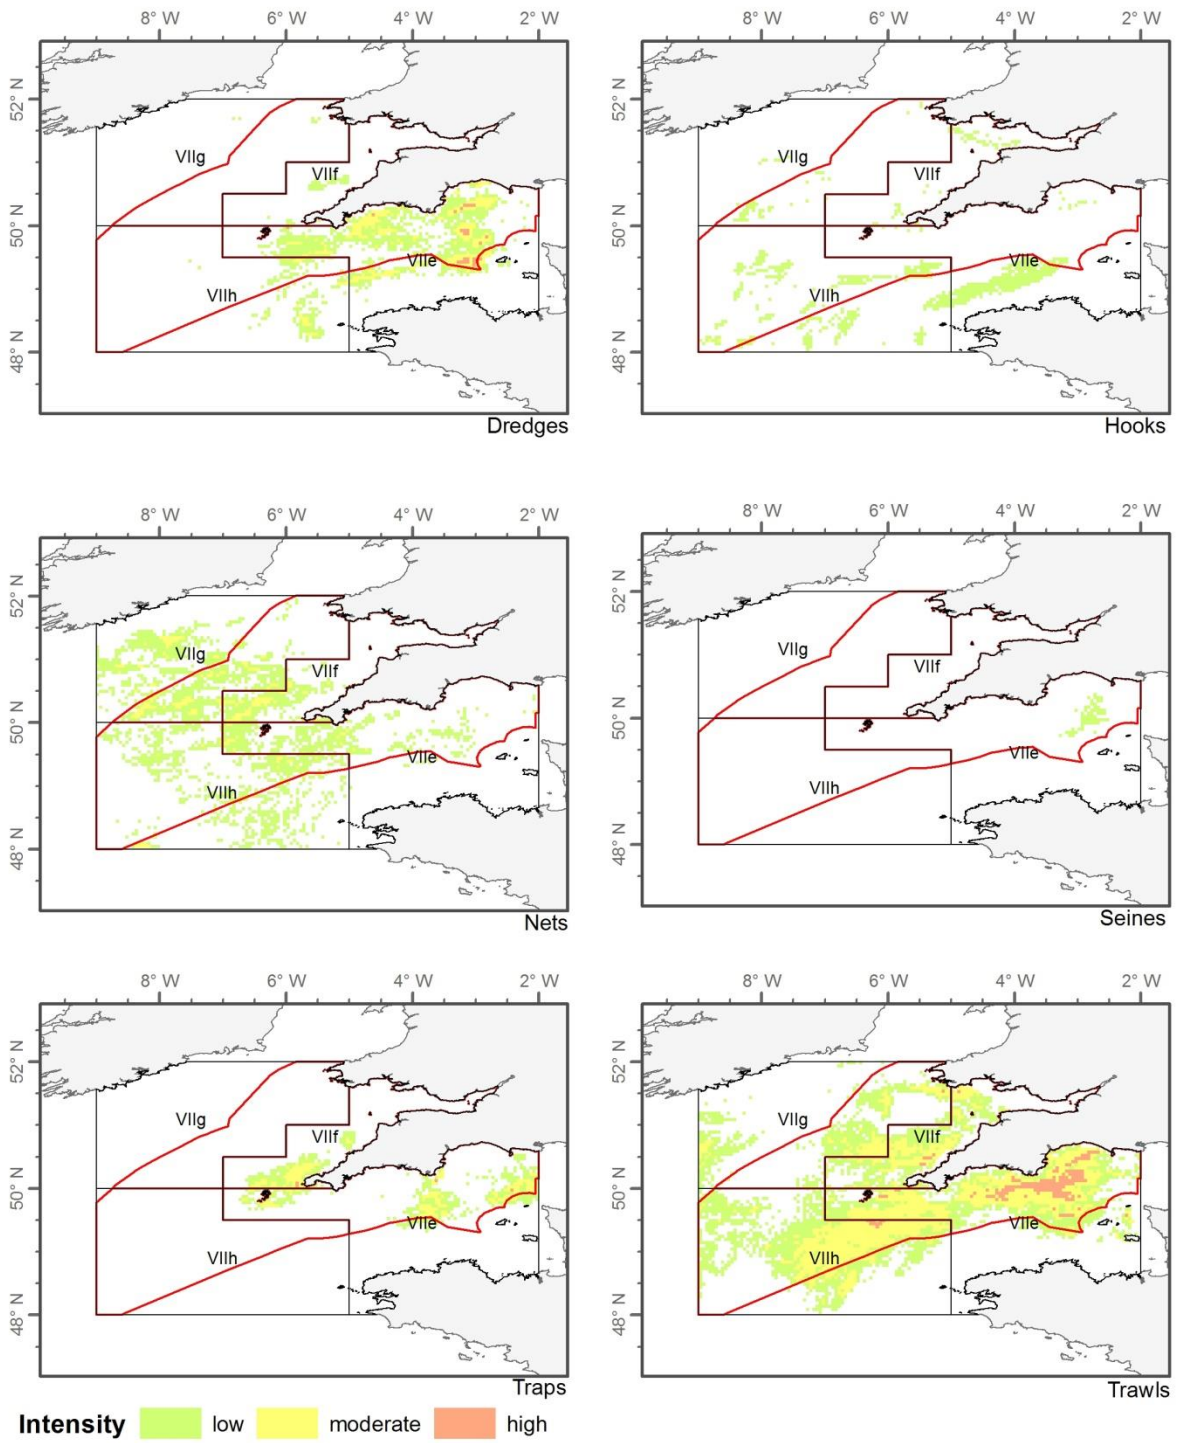 8° W 6° W 4° W 2° W
52° N
50° N
48° N
VIIg
VIIf
VIIe
VIIh
Dredges
8° W 6° W 4° W 2° W
52° N
50° N
48° N
VIIg
VIIf
VIIe
VIIh
Hooks
8° W 6° W 4° W 2° W
52° N
50° N
48° N
VIIg
VIIf
VIIe
VIIh
Nets
8° W 6° W 4° W 2° W
52° N
50° N
48° N
VIIg
VIIf
VIIe
VIIh
Seines
8° W 6° W 4° W 2° W
52° N
50° N
48° N
VIIg
VIIf
VIIe
VIIh
Traps
8° W 6° W 4° W 2° W
52° N
50° N
48° N
VIIg
VIIf
VIIe
VIIh
Trawls
Intensity low moderate high